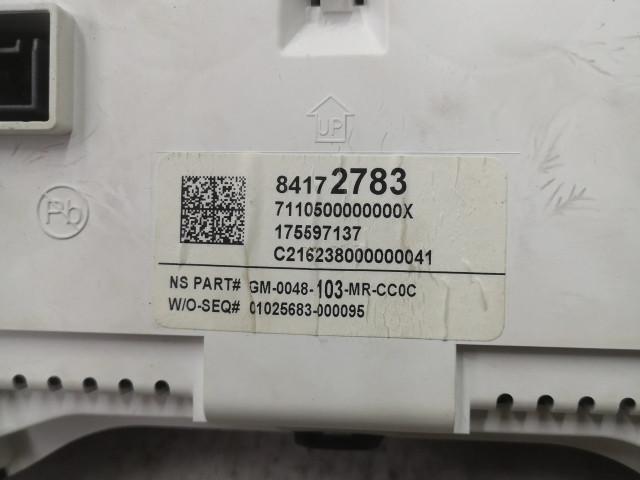 UP
84172783
7110500000000X
175597137
Pb
C216238000000041
NS PART# GM-0048-103-MR-CC0C
W/O-SEQ# 01025683-000095